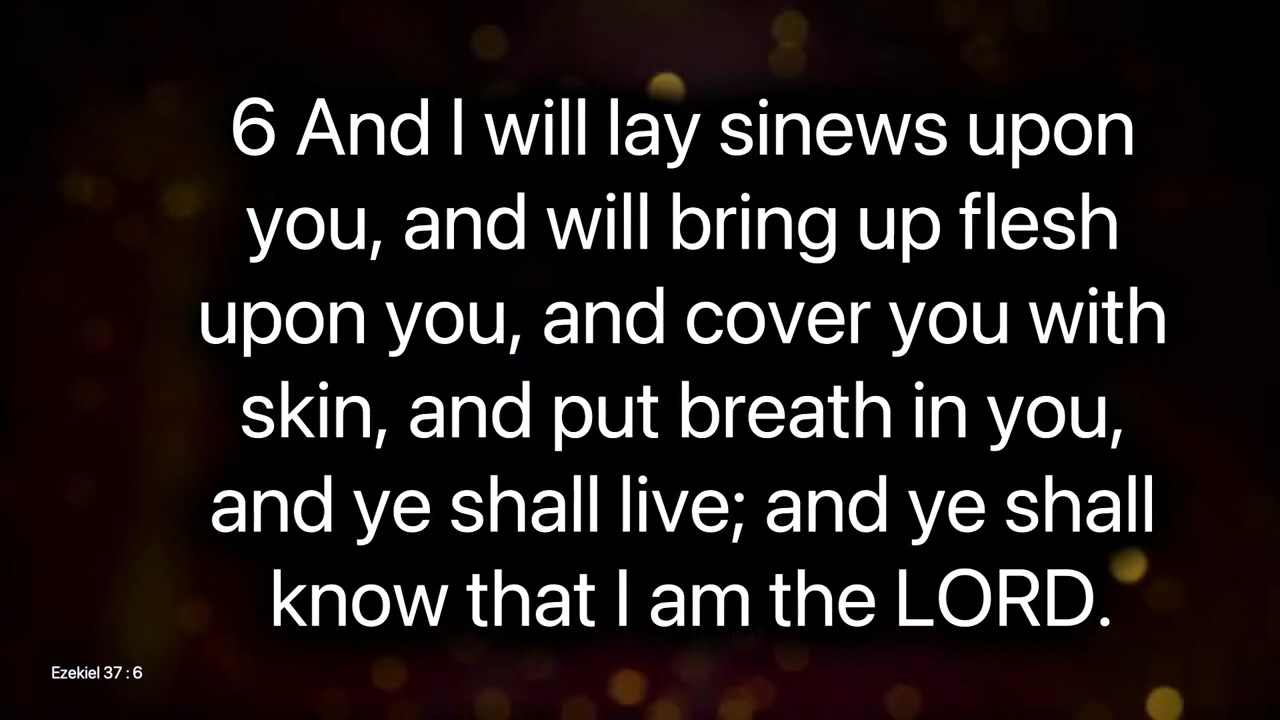 6 And I will lay sinews upon
you, and will bring up flesh
upon you, and cover you with
skin, and put breath in you,
and ye shall live; and ye shall
know that I am the LORD.
Ezekiel 37 : 6